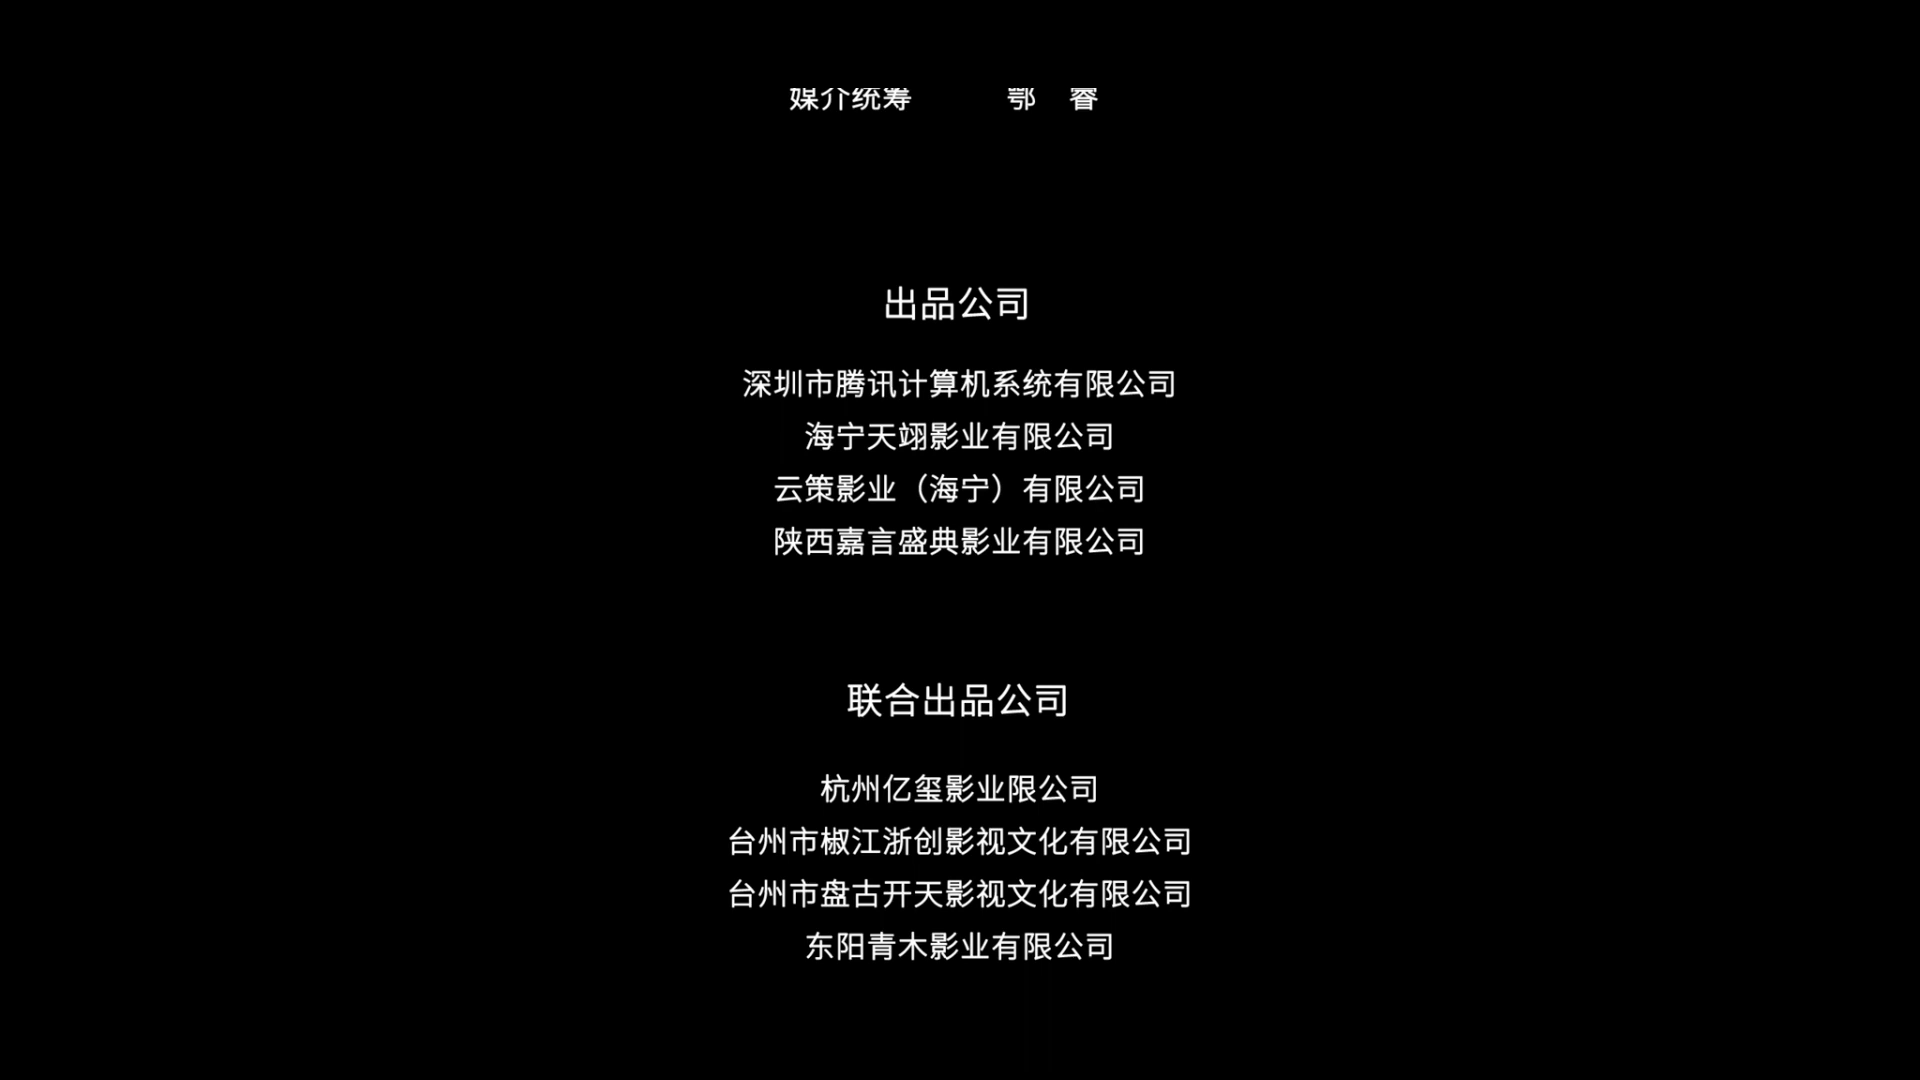 媒介统筹 鄂 睿
出品公司
深圳市腾讯计算机系统有限公司
海宁天翊影业有限公司
云策影业（海宁）有限公司
陕西嘉言盛典影业有限公司
联合出品公司
杭州亿玺影业限公司
台州市椒江浙创影视文化有限公司
台州市盘古开天影视文化有限公司
东阳青木影业有限公司